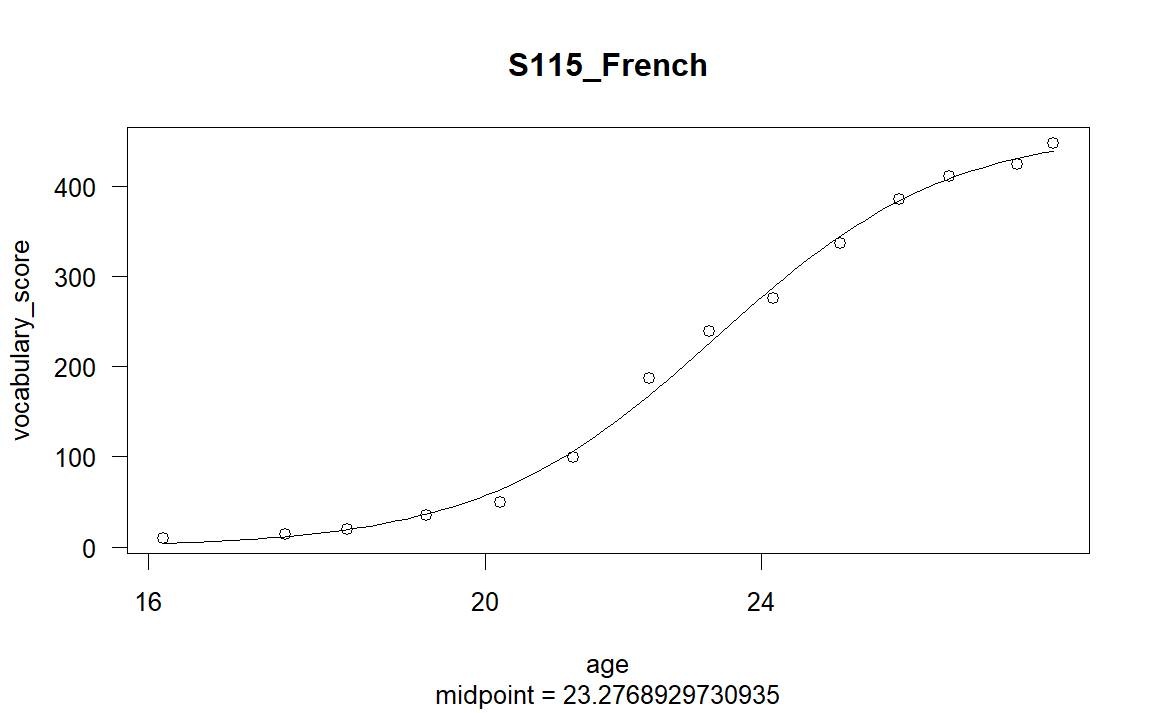 S115_French
vocabulary_score
400
300
200
100
0
16 20 24
age
midpoint = 23.2768929730935